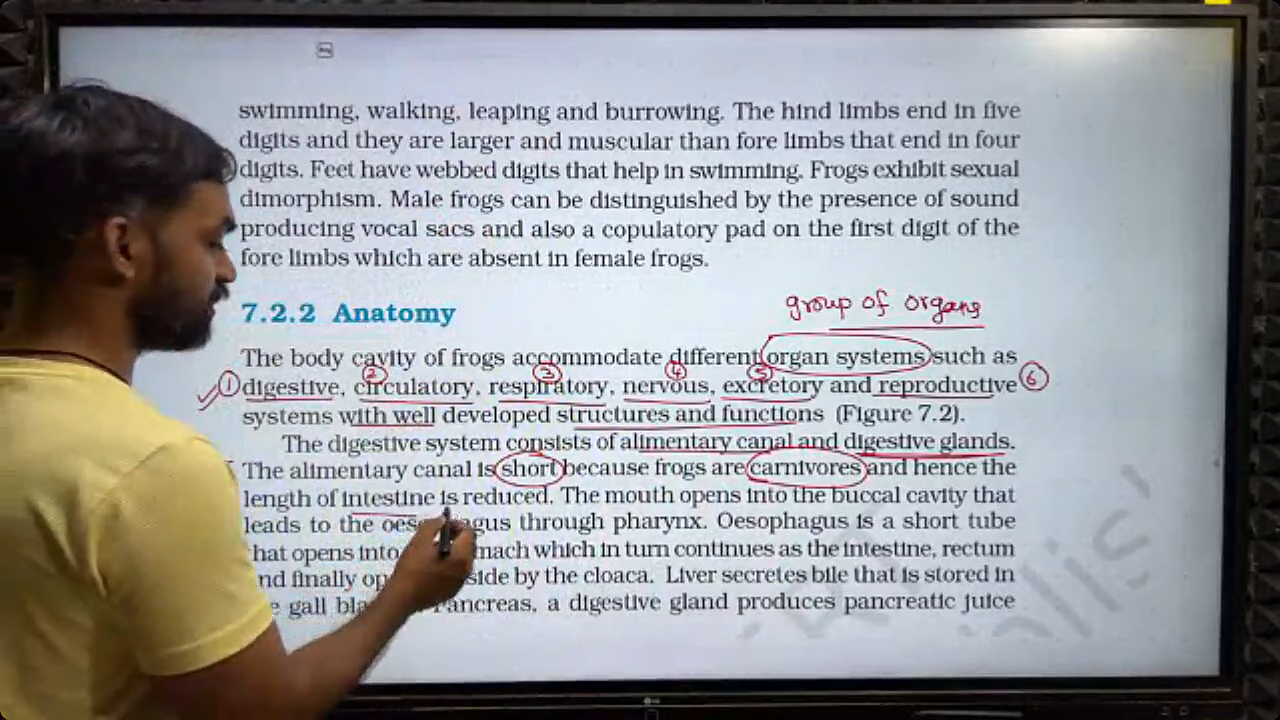 swimming, walking, leaping and burrowing. The hind limbs end in five
digits and they are larger and muscular than fore limbs that end in four
digits. Feet have webbed digits that help in swimming. Frogs exhibit sexual
dimorphism. Male frogs can be distinguished by the presence of sound
producing vocal sacs and also a copulatory pad on the first digit of the
fore limbs which are absent in female frogs.
7.2.2 Anatomy
group of organs
The body cavity of frogs accommodate different organ systems such as
2 3 4 5
1 digestive, circulatory, respiratory, nervous, excretory and reproductive 6
systems with well developed structures and functions (Figure 7.2).
The digestive system consists of alimentary canal and digestive glands.
The alimentary canal is short because frogs are carnivores and hence the
length of intestine is reduced. The mouth opens into the buccal cavity that
leads to the through pharynx. Oesophagus is a short tube
opens into which in turn continues as the intestine, rectum
finally by the cloaca. Liver secretes bile that is stored in
gall a digestive gland produces pancreatic juice
LG